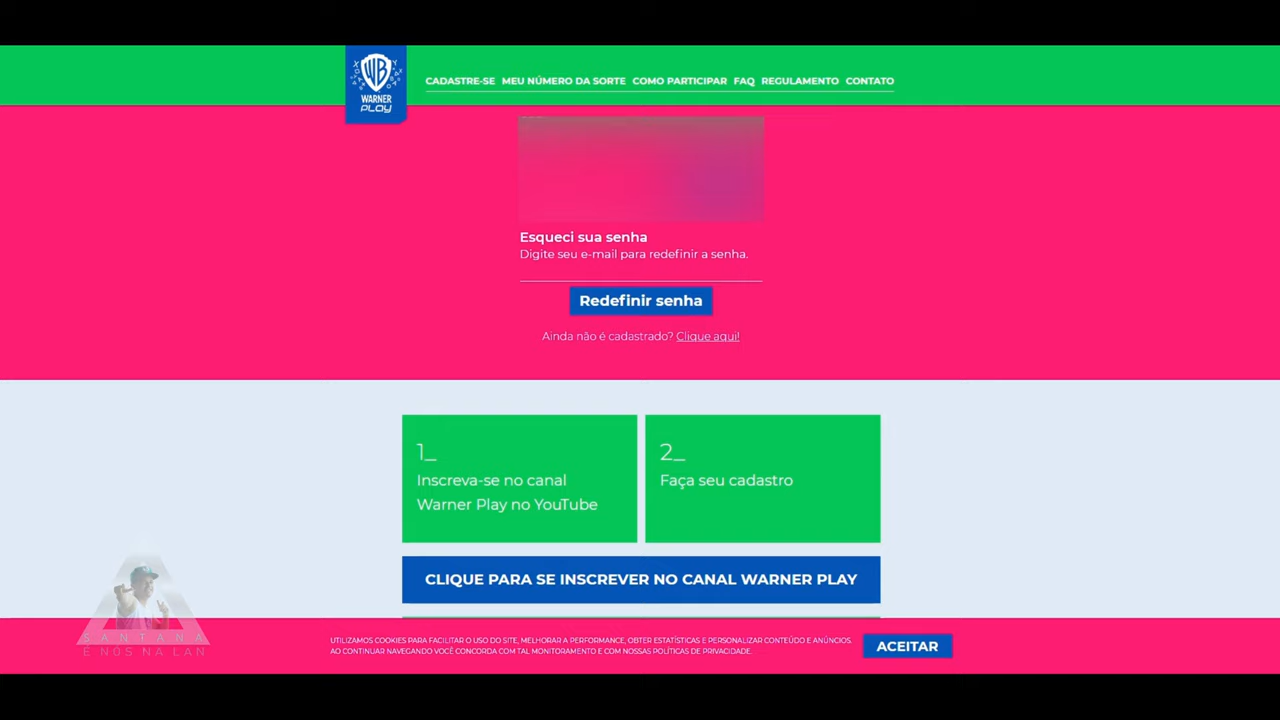 WB
WARNER
PLAY
CADASTRE-SE MEU NÚMERO DA SORTE COMO PARTICIPAR FAQ REGULAMENTO CONTATO
Esqueci sua senha
Digite seu e-mail para redefinir a senha.
Redefinir senha
Ainda não é cadastrado? Clique aqui!
1_
Inscreva-se no canal
Warner Play no YouTube
2_
Faça seu cadastro
CLIQUE PARA SE INSCREVER NO CANAL WARNER PLAY
UTILIZAMOS COOKIES PARA FACILITAR O USO DO SITE, MELHORAR A PERFORMANCE, OBTER ESTATÍSTICAS E PERSONALIZAR CONTEÚDO E ANÚNCIOS.
AO CONTINUAR NAVEGANDO VOCÊ CONCORDA COM TAL MONITORAMENTO E COM NOSSAS POLÍTICAS DE PRIVACIDADE.
ACEITAR
SANTANA
É NÓS NA LAN